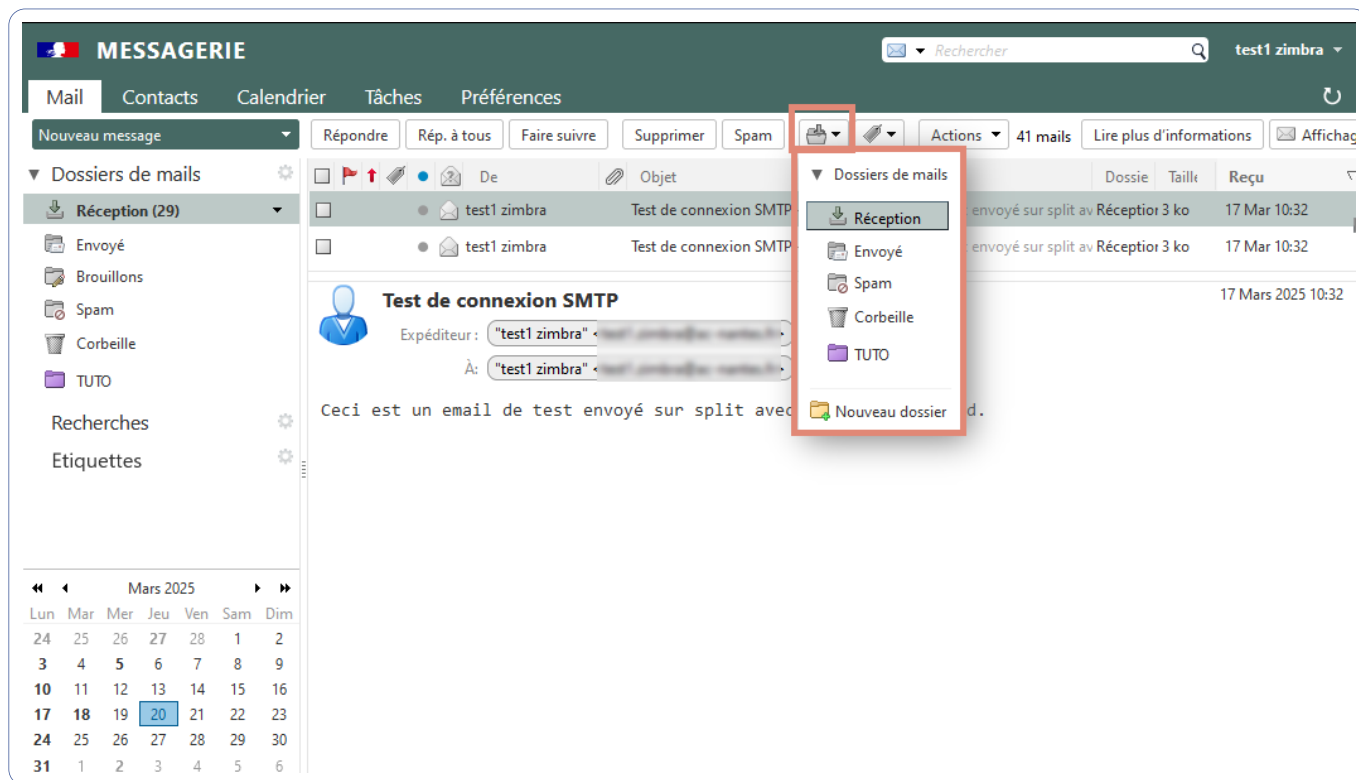 MESSAGERIE
Rechercher
test1 zimbra
Mail Contacts Calendrier Tâches Préférences
Nouveau message
Répondre Rép. à tous Faire suivre Supprimer Spam Actions 41 mails Lire plus d'informations Affichag
Dossiers de mails
Réception (29)
Envoyé
Brouillons
Spam
Corbeille
TUTO
Recherches
Etiquettes
De Objet Dossie Taille Reçu
test1 zimbra Test de connexion SMTP envoyé sur split av Réception 3 ko 17 Mar 10:32
test1 zimbra Test de connexion SMTP envoyé sur split av Réception 3 ko 17 Mar 10:32
Dossiers de mails
Réception
Envoyé
Spam
Corbeille
TUTO
Nouveau dossier
Test de connexion SMTP
17 Mars 2025 10:32
Expéditeur : "test1 zimbra" <
À: "test1 zimbra" <
Ceci est un email de test envoyé sur split avec d.
Mars 2025
Lun Mar Mer Jeu Ven Sam Dim
24 25 26 27 28 1 2
3 4 5 6 7 8 9
10 11 12 13 14 15 16
17 18 19 20 21 22 23
24 25 26 27 28 29 30
31 1 2 3 4 5 6